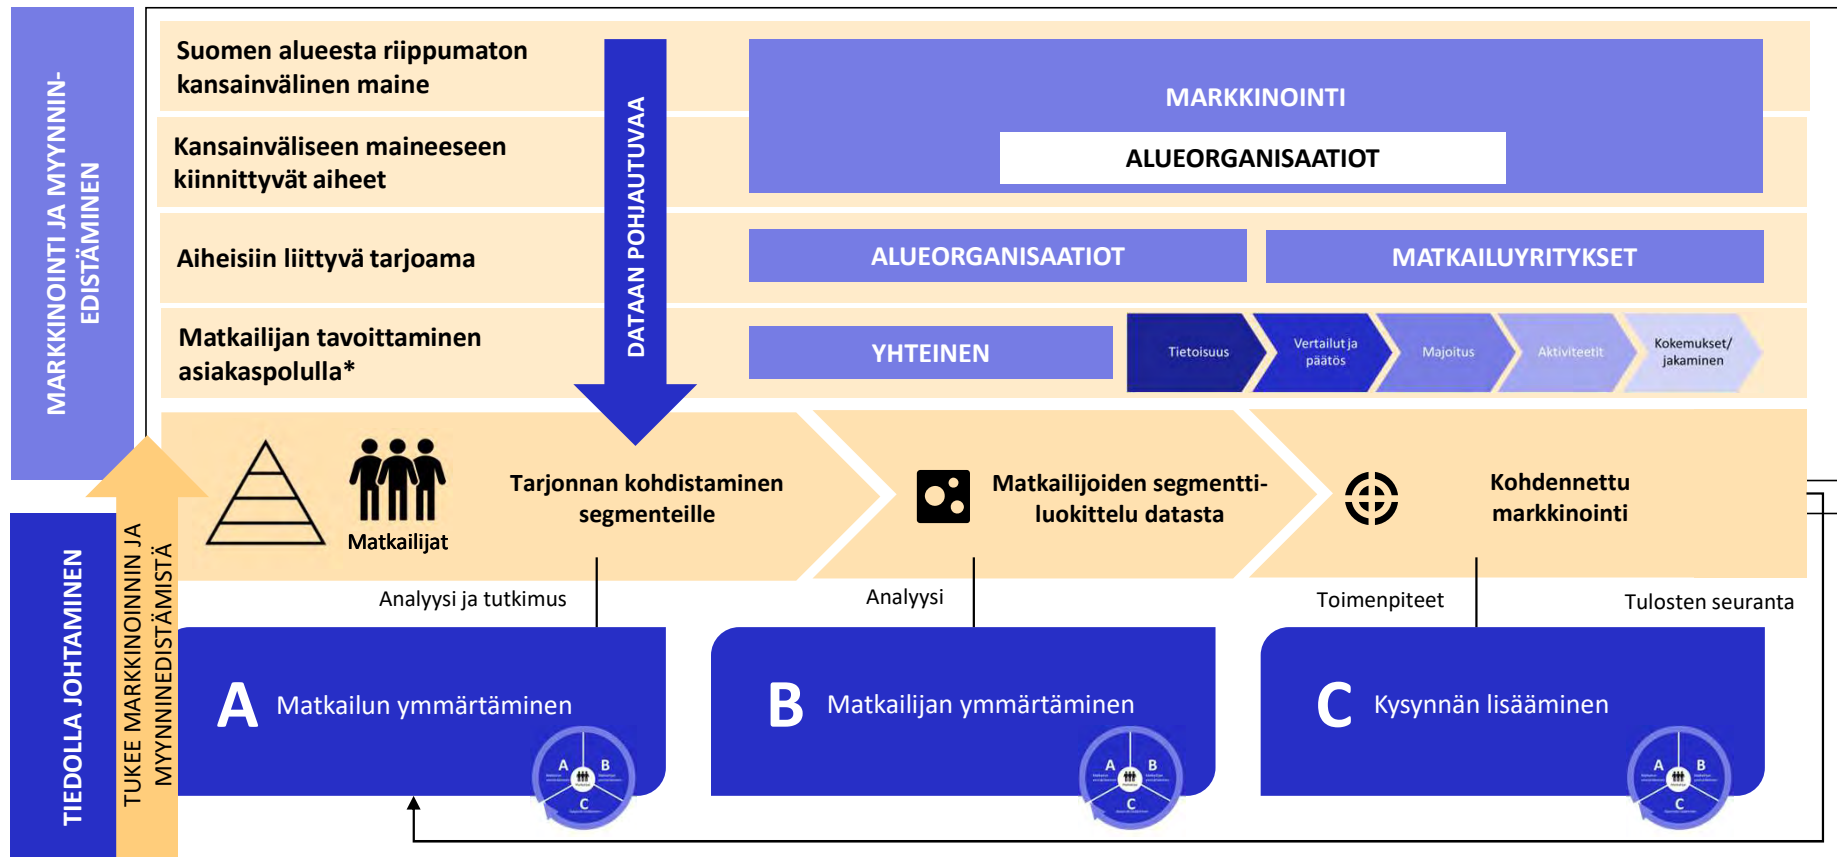 MARKKINOINTI JA MYYNNIN-
EDISTÄMINEN
Suomen alueesta riippumaton
kansainvälinen maine
Kansainväliseen maineeseen
kiinnittyvät aiheet
Aiheisiin liittyvä tarjoama
Matkailijan tavoittaminen
asiakaspolulla*
DATAAN POHJAUTUVAA
MARKKINOINTI
ALUEORGANISAATIOT
ALUEORGANISAATIOT
MATKAILUYRITYKSET
YHTEINEN
Tietoisuus
Vertailut ja
päätös
Majoitus
Aktiviteetit
Kokemukset/
jakaminen
Matkailijat
Tarjonnan kohdistaminen
segmenteille
Matkailijoiden segmentti-
luokittelu datasta
Kohdennettu
markkinointi
TIEDOLLA JOHTAMINEN
TUKEE MARKKINOINNIN JA
MYYNNINEDISTÄMISTÄ
Analyysi ja tutkimus
Analyysi
Toimenpiteet
Tulosten seuranta
A Matkailun ymmärtäminen
B Matkailijan ymmärtäminen
C Kysynnän lisääminen
A B
C
A B
C
A B
C